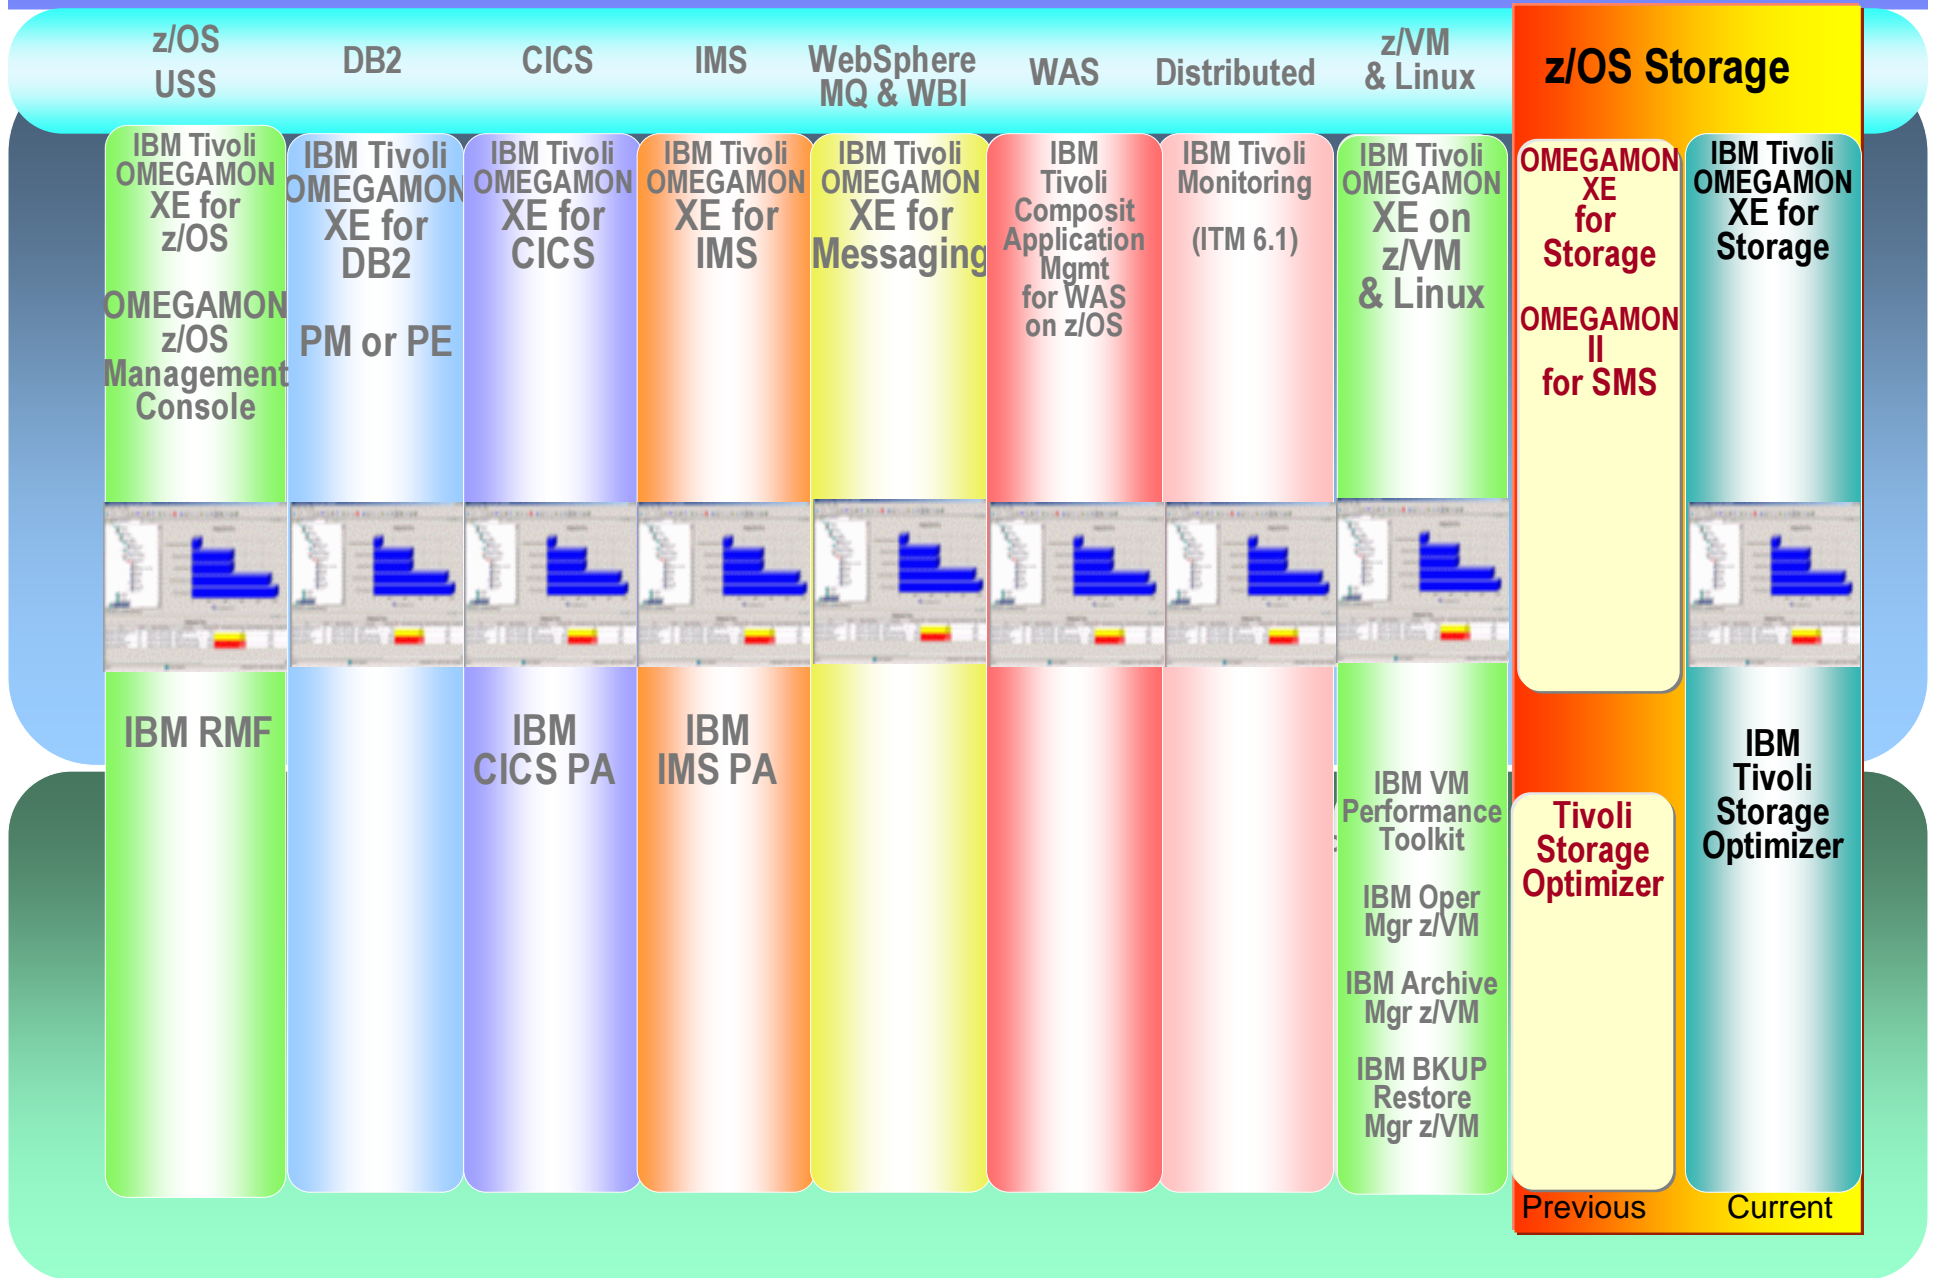 z/OS
USS
DB2
CICS
IMS
WebSphere
MQ & WBI
WAS
Distributed
z/VM
& Linux
z/OS Storage
IBM Tivoli
OMEGAMON
XE for
z/OS
OMEGAMON
z/OS
Management
Console
IBM RMF
IBM Tivoli
OMEGAMON
XE for
DB2
PM or PE
IBM Tivoli
OMEGAMON
XE for
CICS
IBM
CICS PA
IBM Tivoli
OMEGAMON
XE for
IMS
IBM
IMS PA
IBM Tivoli
OMEGAMON
XE for
Messaging
IBM
Tivoli
Composit
Application
Mgmt
for WAS
on z/OS
IBM Tivoli
Monitoring
(ITM 6.1)
IBM Tivoli
OMEGAMON
XE on
z/VM
& Linux
IBM VM
Performance
Toolkit
IBM Oper
Mgr z/VM
IBM Archive
Mgr z/VM
IBM BKUP
Restore
Mgr z/VM
OMEGAMON
XE
for
Storage
OMEGAMON
II
for SMS
Tivoli
Storage
Optimizer
Previous
IBM Tivoli
OMEGAMON
XE for
Storage
IBM
Tivoli
Storage
Optimizer
Current